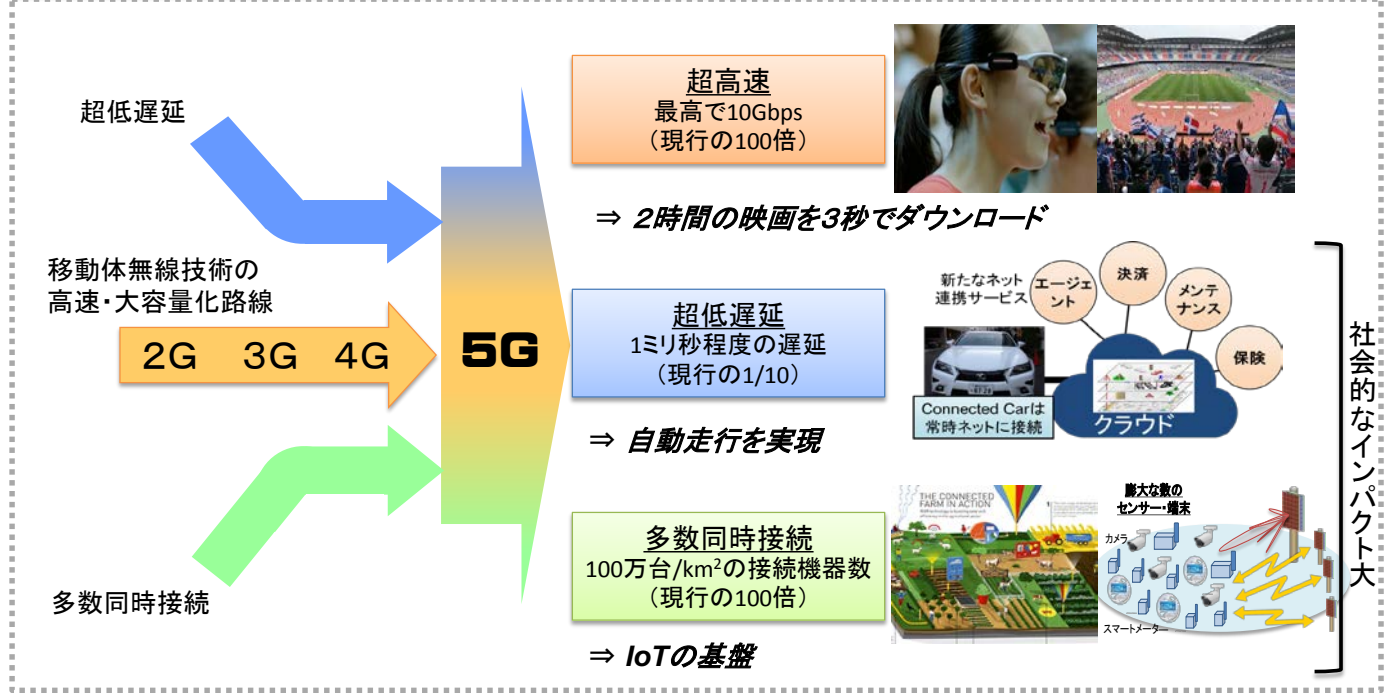 超低遅延
移動体無線技術の
高速・大容量化路線
2G 3G 4G
多数同時接続
5G
超高速
最高で10Gbps
（現行の100倍）
⇒ 2時間の映画を3秒でダウンロード
超低遅延
1ミリ秒程度の遅延
（現行の1/10）
⇒ 自動走行を実現
新たなネット
連携サービス
エージェ
ント
決済
メンテ
ナンス
保険
Connected Carは
常時ネットに接続
クラウド
多数同時接続
100万台/km²の接続機器数
（現行の100倍）
⇒ IoTの基盤
THE CONNECTED
FARM IN ACTION
膨大な数の
センサー・端末
カメラ
スマートメーター
社会的なインパクト大